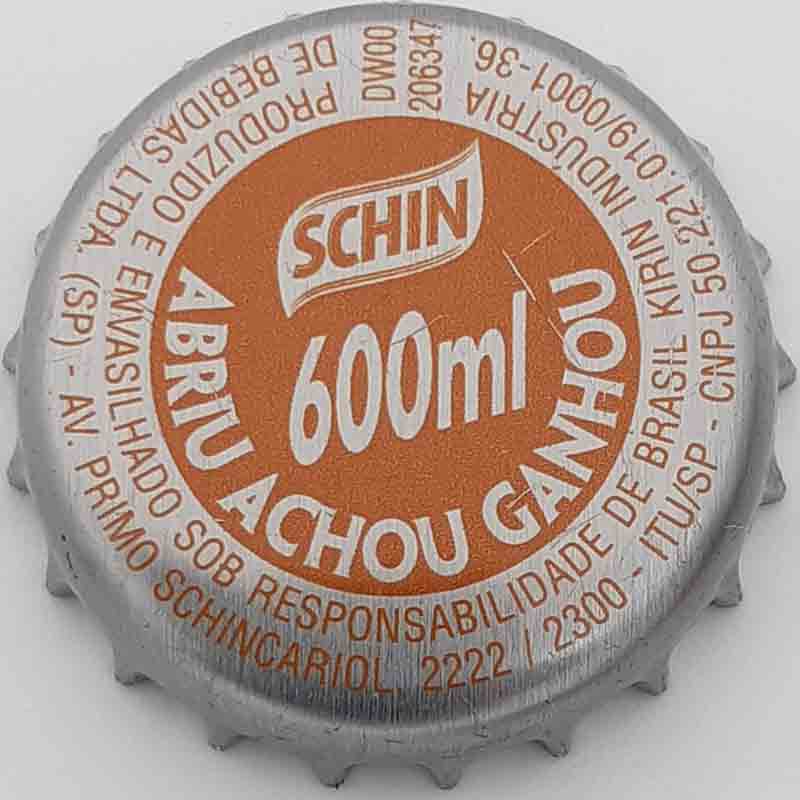 SCHIN
600ml
ABRIU ACHOU GANHOU
PRODUZIDO E ENVASILHADO SOB RESPONSABILIDADE DE BRASIL KIRIN INDÚSTRIA
DE BEBIDAS LTDA. (SP) - AV. PRIMO SCHINCARIOL, 2222 / 2300 - ITU/SP - CNPJ 50.221.019/0001-36.
DW00
206347